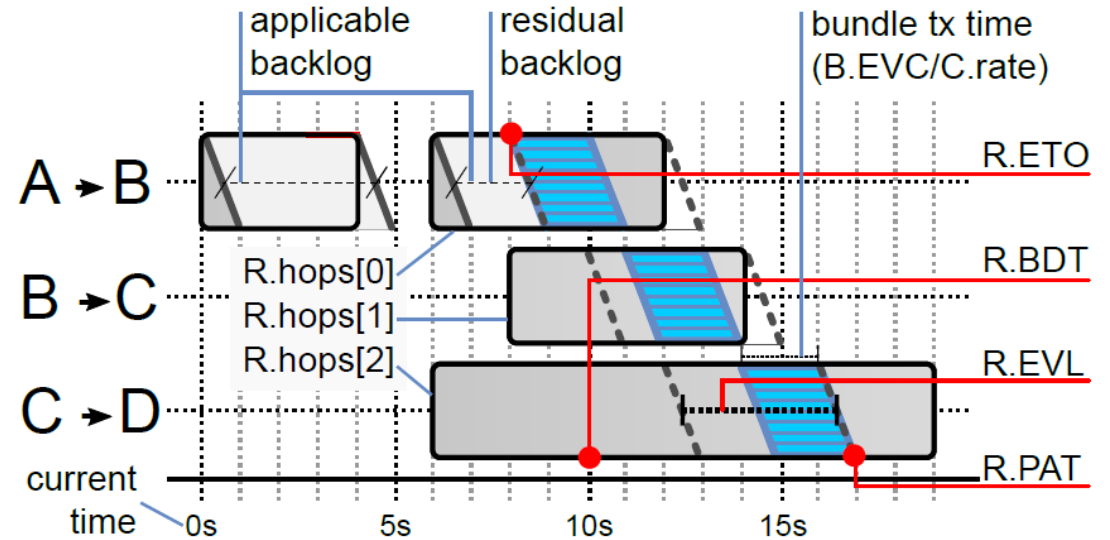 applicable
backlog
residual
backlog
bundle tx time
(B.EVC/C.rate)
A → B
R.ETO
R.hops[0]
R.BDT
B → C
R.hops[1]
R.hops[2]
R.EVL
C → D
R.PAT
current
time
0s
5s
10s
15s